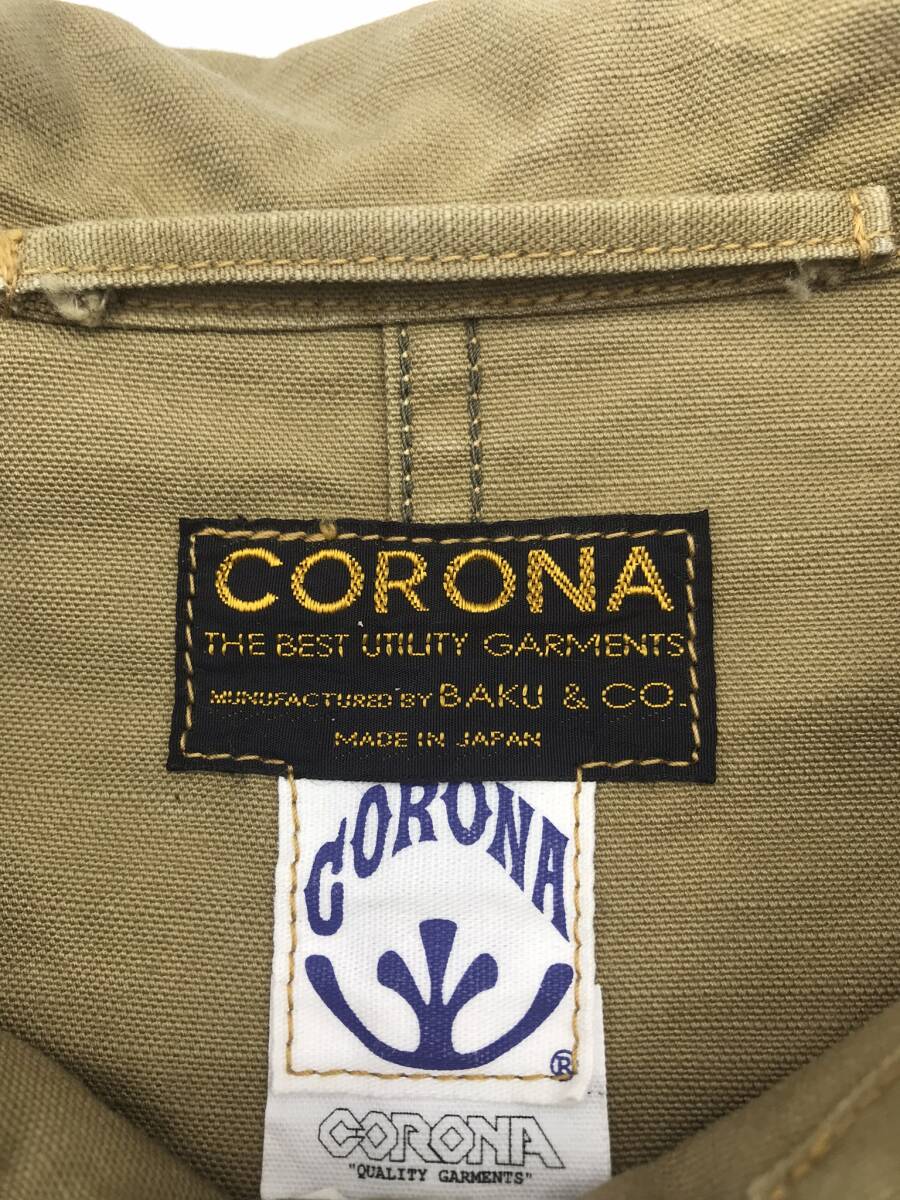 CORONA
THE BEST UTILITY GARMENTS
MUNUFACTURED BY BAKU & CO.
MADE IN JAPAN
CORONA
®
CORONA
"QUALITY GARMENTS"